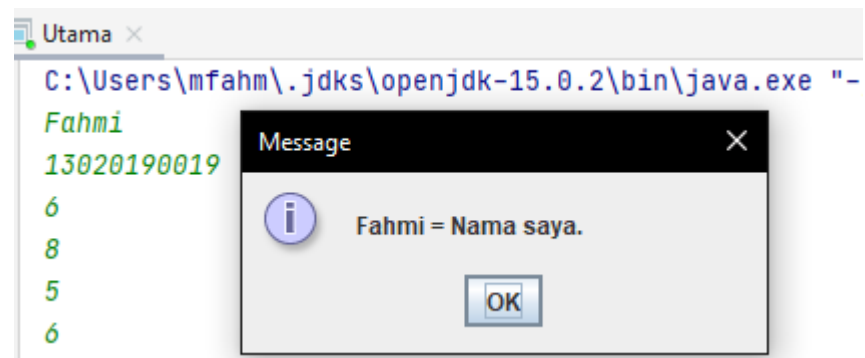 Utama
C:\Users\mfahm\.jdks\openjdk-15.0.2\bin\java.exe "-
Fahmi
13020190019
6
8
5
6
Message
Fahmi = Nama saya.
OK